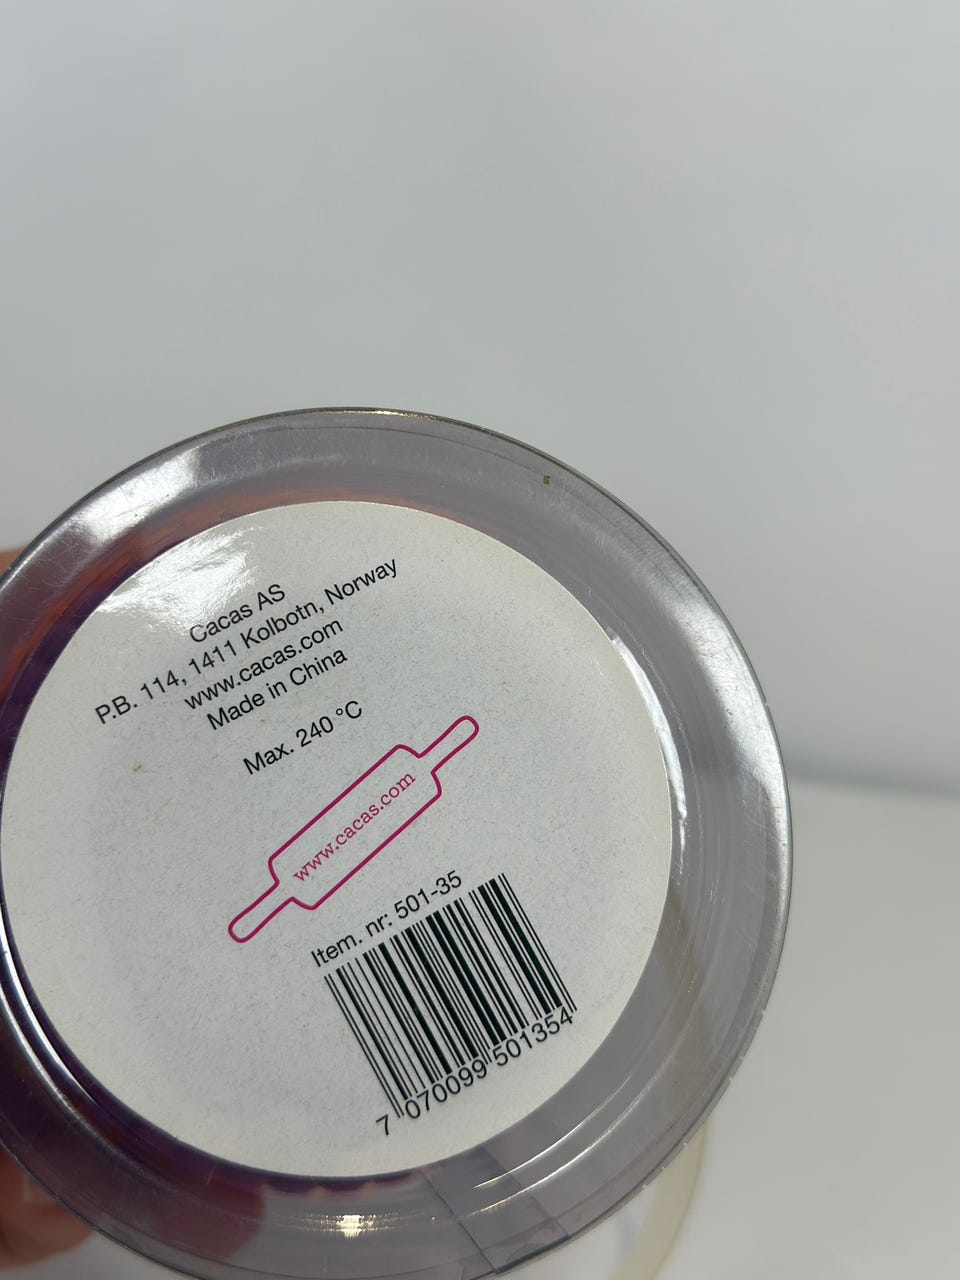 Cacas AS
P.B. 114, 1411 Kolbotn, Norway
www.cacas.com
Made in China
Max. 240 °C
www.cacas.com
Item. nr: 501-35
7 070099 501354